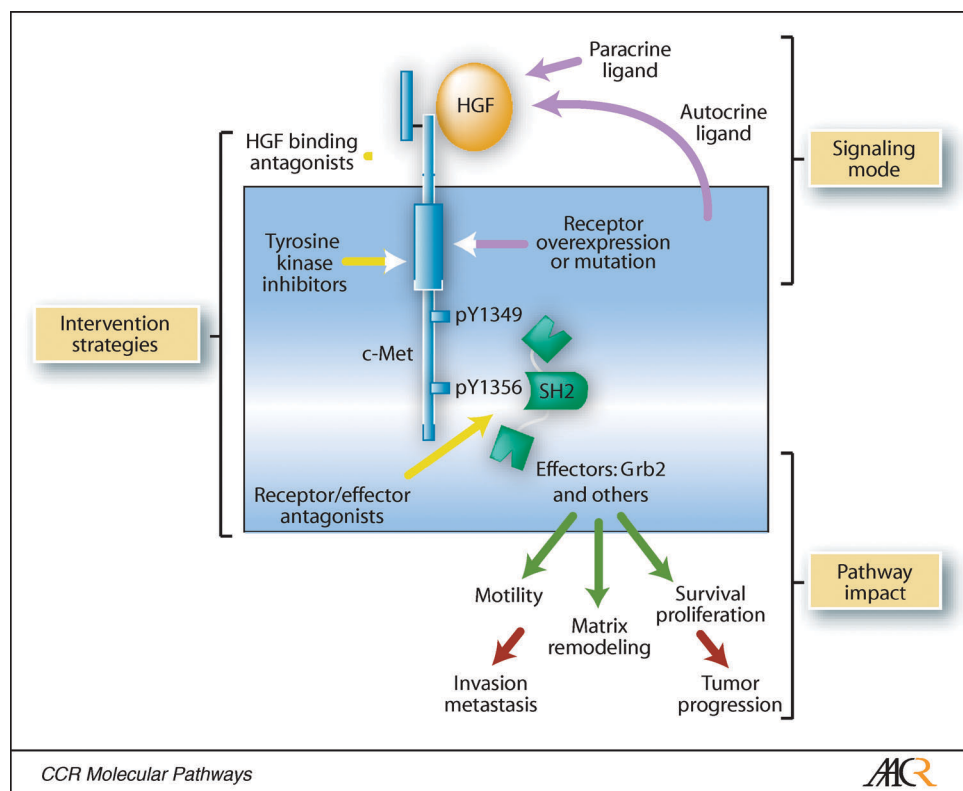 Paracrine
ligand
HGF
Autocrine
ligand
HGF binding
antagonists
Signaling
mode
Tyrosine
kinase
inhibitors
Receptor
overexpression
or mutation
Intervention
strategies
pY1349
c-Met
pY1356
SH2
Receptor/effector
antagonists
Effectors: Grb2
and others
Pathway
impact
Motility
Matrix
remodeling
Survival
proliferation
Invasion
metastasis
Tumor
progression
CCR Molecular Pathways
AACR